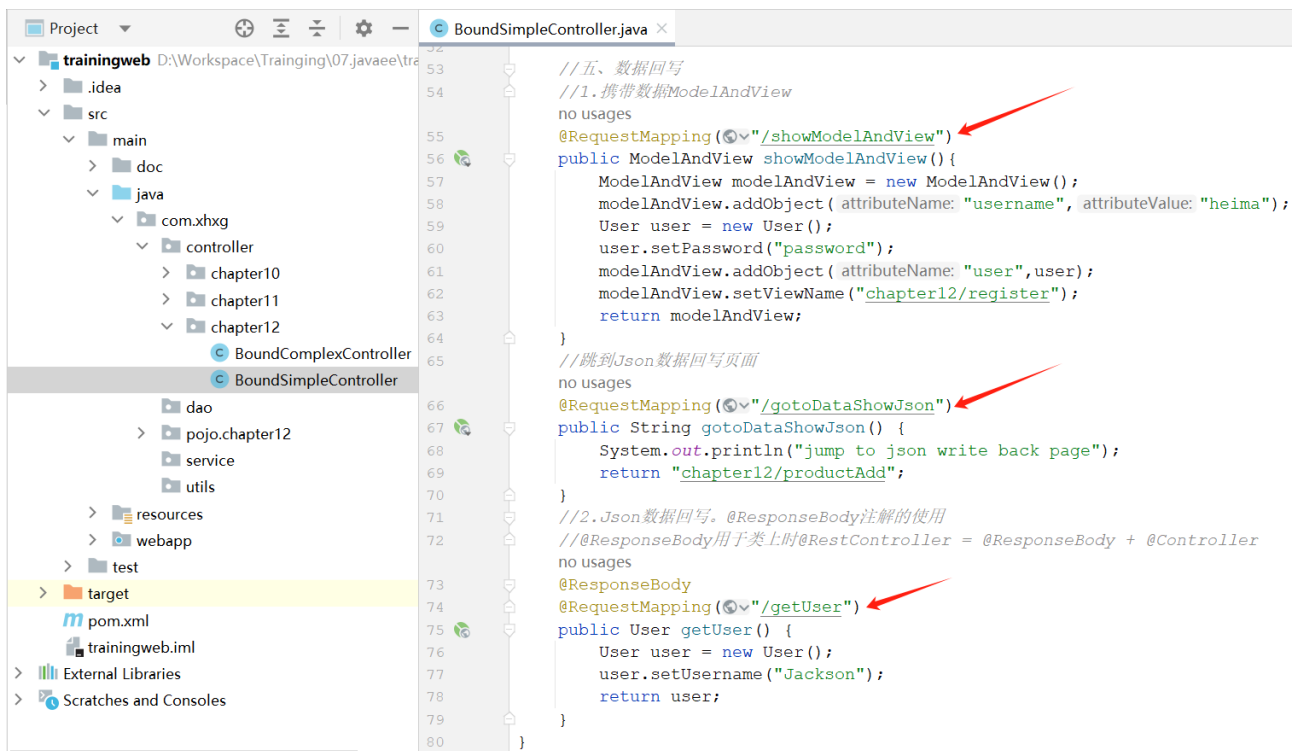 Project
trainingweb D:\Workspace\Trainging\07.javaee\tra
.idea
src
main
doc
java
com.xhxg
controller
chapter10
chapter11
chapter12
BoundComplexController
BoundSimpleController
dao
pojo.chapter12
service
utils
resources
webapp
test
target
pom.xml
trainingweb.iml
External Libraries
Scratches and Consoles
BoundSimpleController.java
52
53 //五、数据回写
54 //1.携带数据ModelAndView
no usages
55 @RequestMapping("/showModelAndView")
56 public ModelAndView showModelAndView(){
57 ModelAndView modelAndView = new ModelAndView();
58 modelAndView.addObject( attributeName: "username", attributeValue: "heima");
59 User user = new User();
60 user.setPassword("password");
61 modelAndView.addObject( attributeName: "user",user);
62 modelAndView.setViewName("chapter12/register");
63 return modelAndView;
64 }
65 //跳到Json数据回写页面
no usages
66 @RequestMapping("/gotoDataShowJson")
67 public String gotoDataShowJson() {
68 System.out.println("jump to json write back page");
69 return "chapter12/productAdd";
70 }
71 //2.Json数据回写。@ResponseBody注解的使用
72 //@ResponseBody用于类上时@RestController = @ResponseBody + @Controller
no usages
73 @ResponseBody
74 @RequestMapping("/getUser")
75 public User getUser() {
76 User user = new User();
77 user.setUsername("Jackson");
78 return user;
79 }
80 }